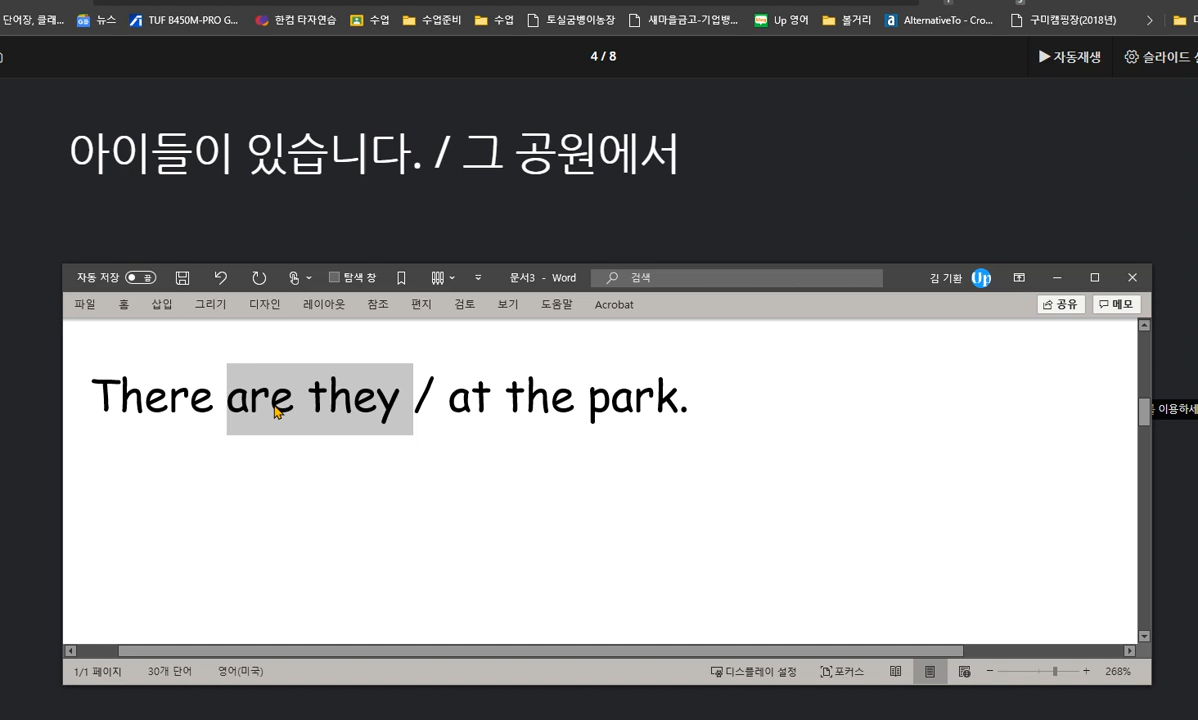 단어장, 클래...
뉴스
TUF B450M-PRO G...
한컴 타자연습
수업
수업준비
수업
토실굼벵이농장
새마을금고-기업뱅...
Up 영어
볼거리
AlternativeTo - Cro...
구미캠핑장(2018년)
4 / 8
▶ 자동재생
슬라이드
아이들이 있습니다. / 그 공원에서
자동 저장 끔
탐색 창
문서3 - Word
검색
김 기환
Up
파일 홈 삽입 그리기 디자인 레이아웃 참조 편지 검토 보기 도움말 Acrobat
공유
메모
There are they / at the park.
이용하세
1/1 페이지
30개 단어
영어(미국)
디스플레이 설정
포커스
268%